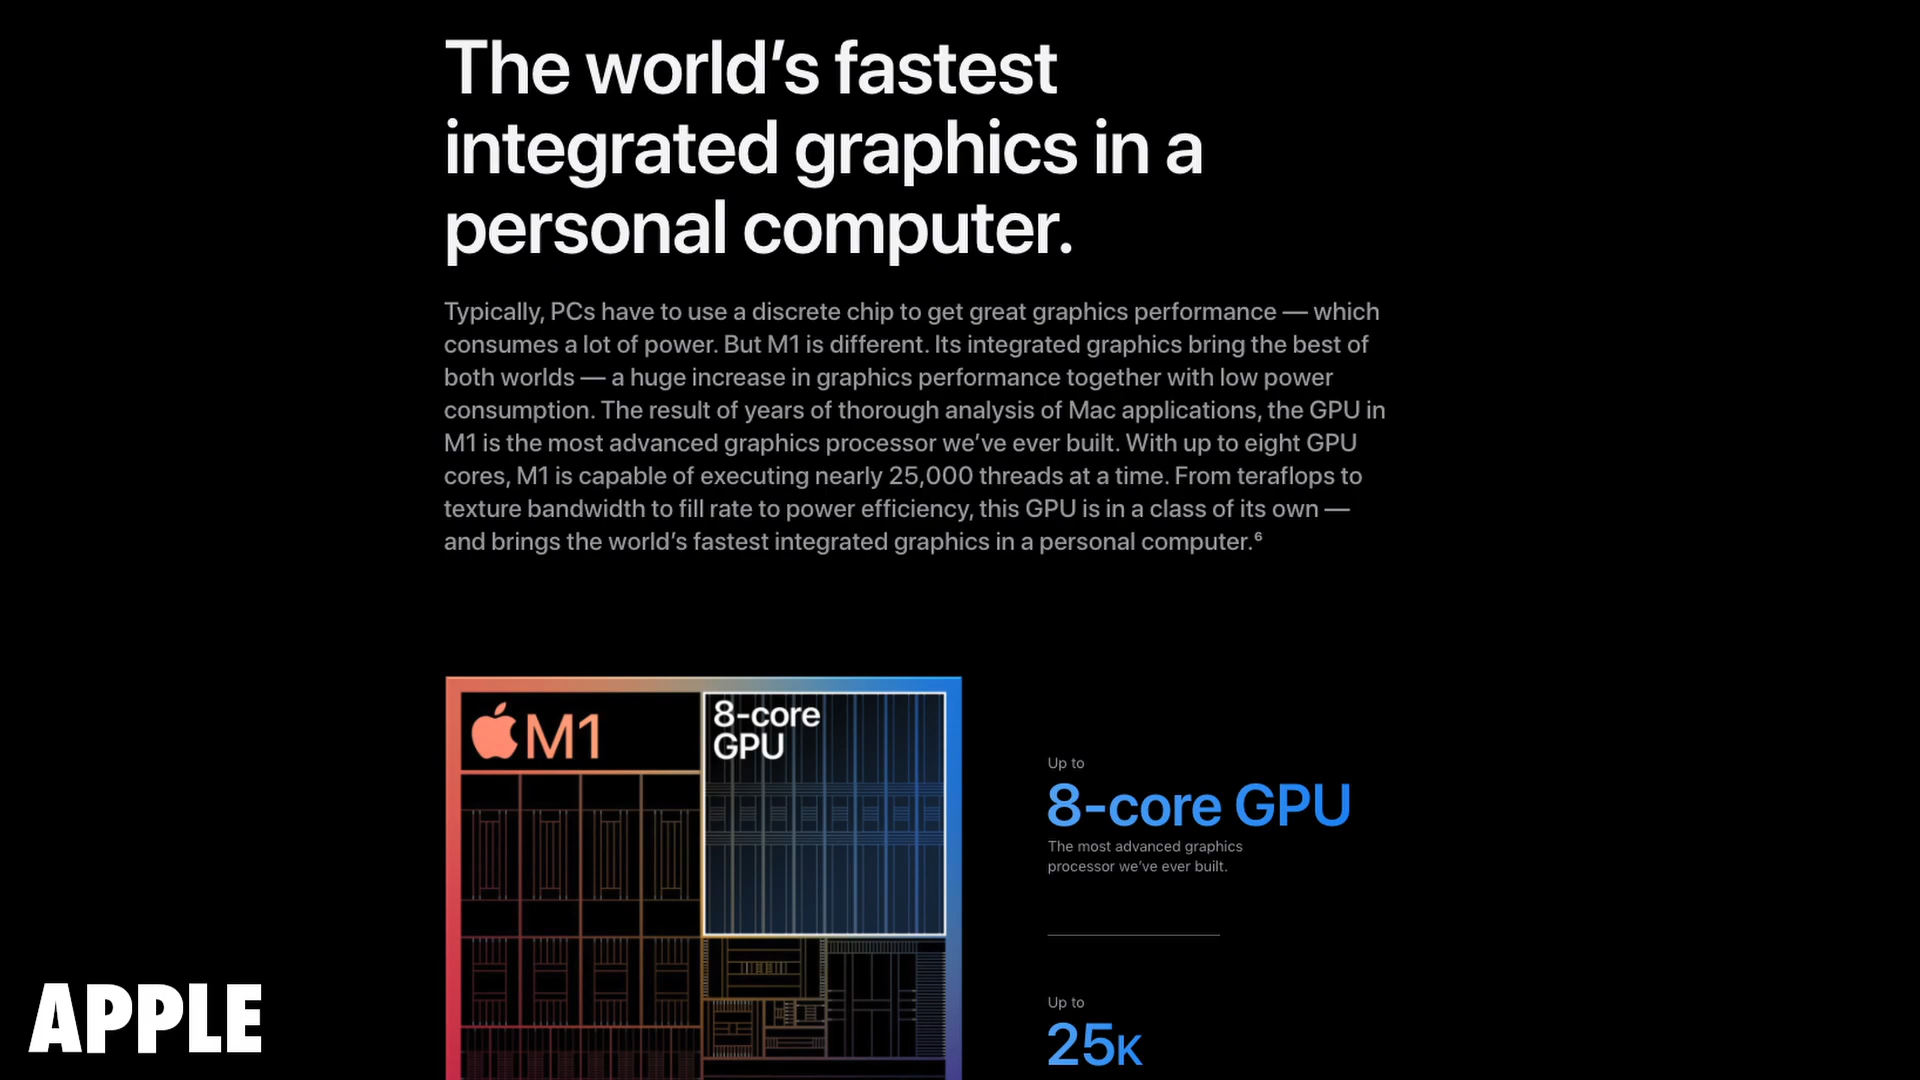 The world’s fastest
integrated graphics in a
personal computer.
Typically, PCs have to use a discrete chip to get great graphics performance — which
consumes a lot of power. But M1 is different. Its integrated graphics bring the best of
both worlds — a huge increase in graphics performance together with low power
consumption. The result of years of thorough analysis of Mac applications, the GPU in
M1 is the most advanced graphics processor we’ve ever built. With up to eight GPU
cores, M1 is capable of executing nearly 25,000 threads at a time. From teraflops to
texture bandwidth to fill rate to power efficiency, this GPU is in a class of its own —
and brings the world’s fastest integrated graphics in a personal computer.⁶
M1
8-core
GPU
Up to
8-core GPU
The most advanced graphics
processor we’ve ever built.
Up to
25K
APPLE